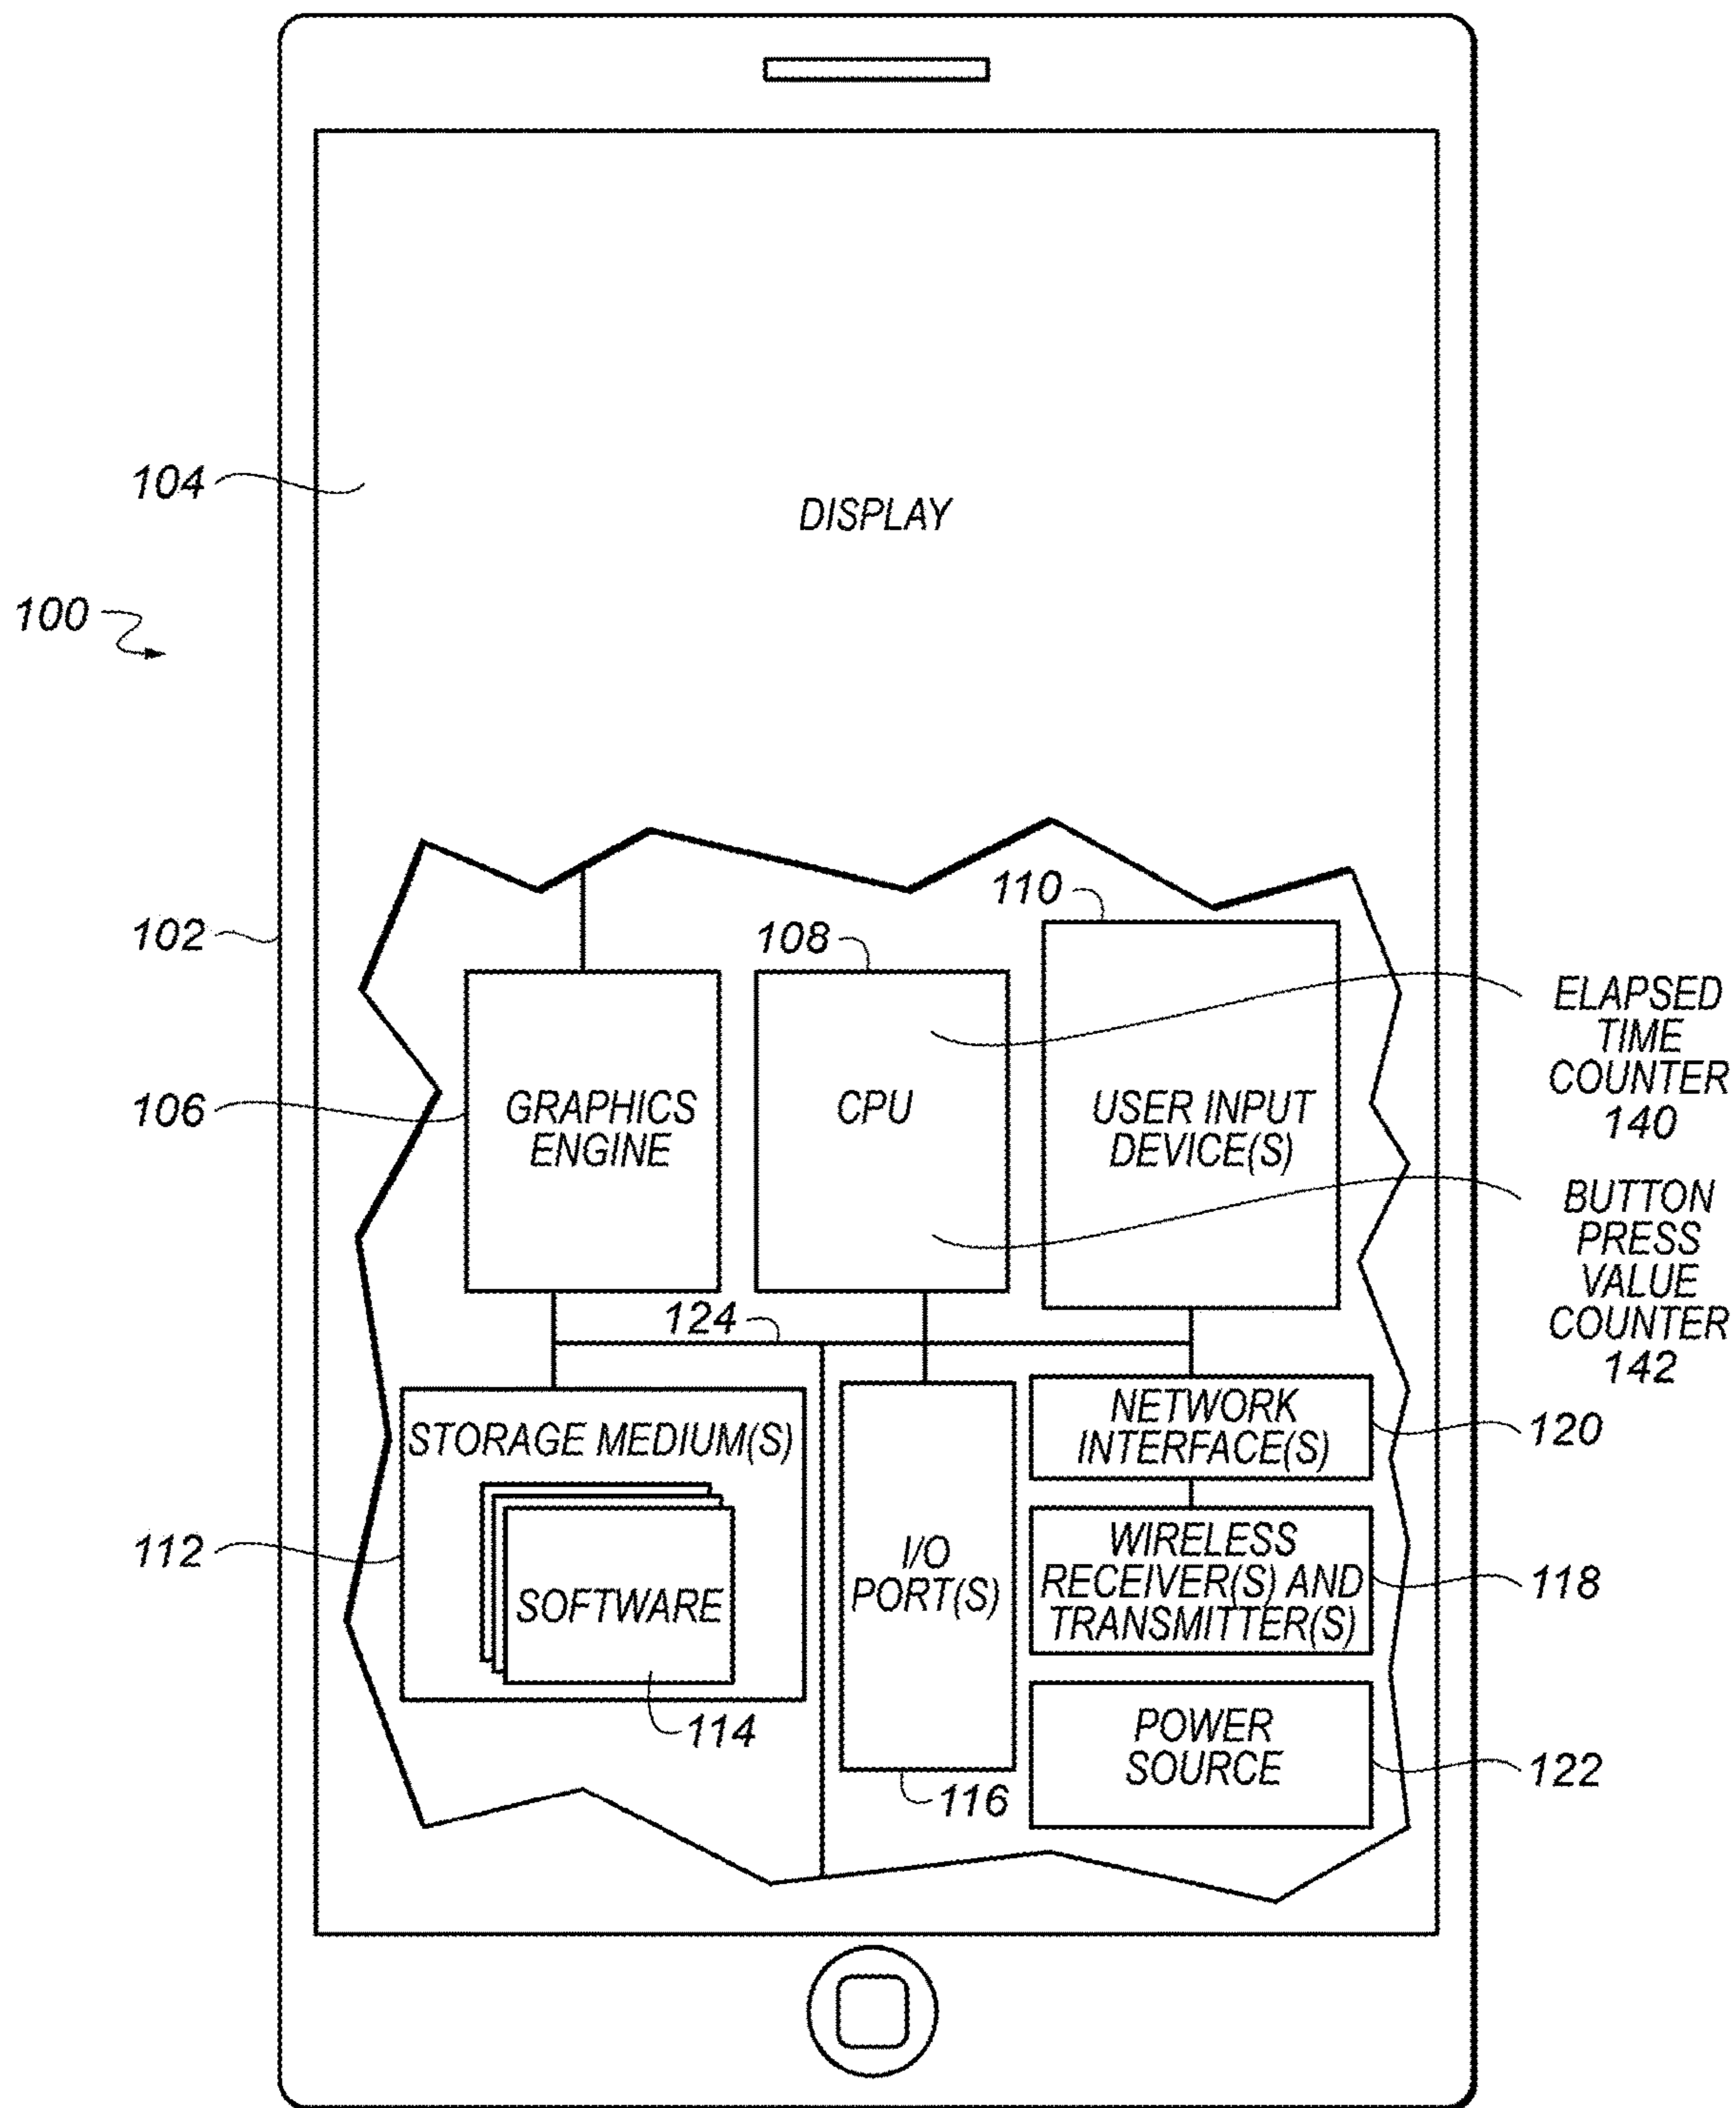 104
DISPLAY
100
110
102
108
ELAPSED
TIME
COUNTER
140
106
GRAPHICS
ENGINE
CPU
USER INPUT
DEVICE(S)
BUTTON
PRESS
VALUE
COUNTER
142
124
STORAGE MEDIUM(S)
NETWORK
INTERFACE(S)
120
112
SOFTWARE
114
I/O
PORT(S)
116
WIRELESS
RECEIVER(S) AND
TRANSMITTER(S)
118
POWER
SOURCE
122